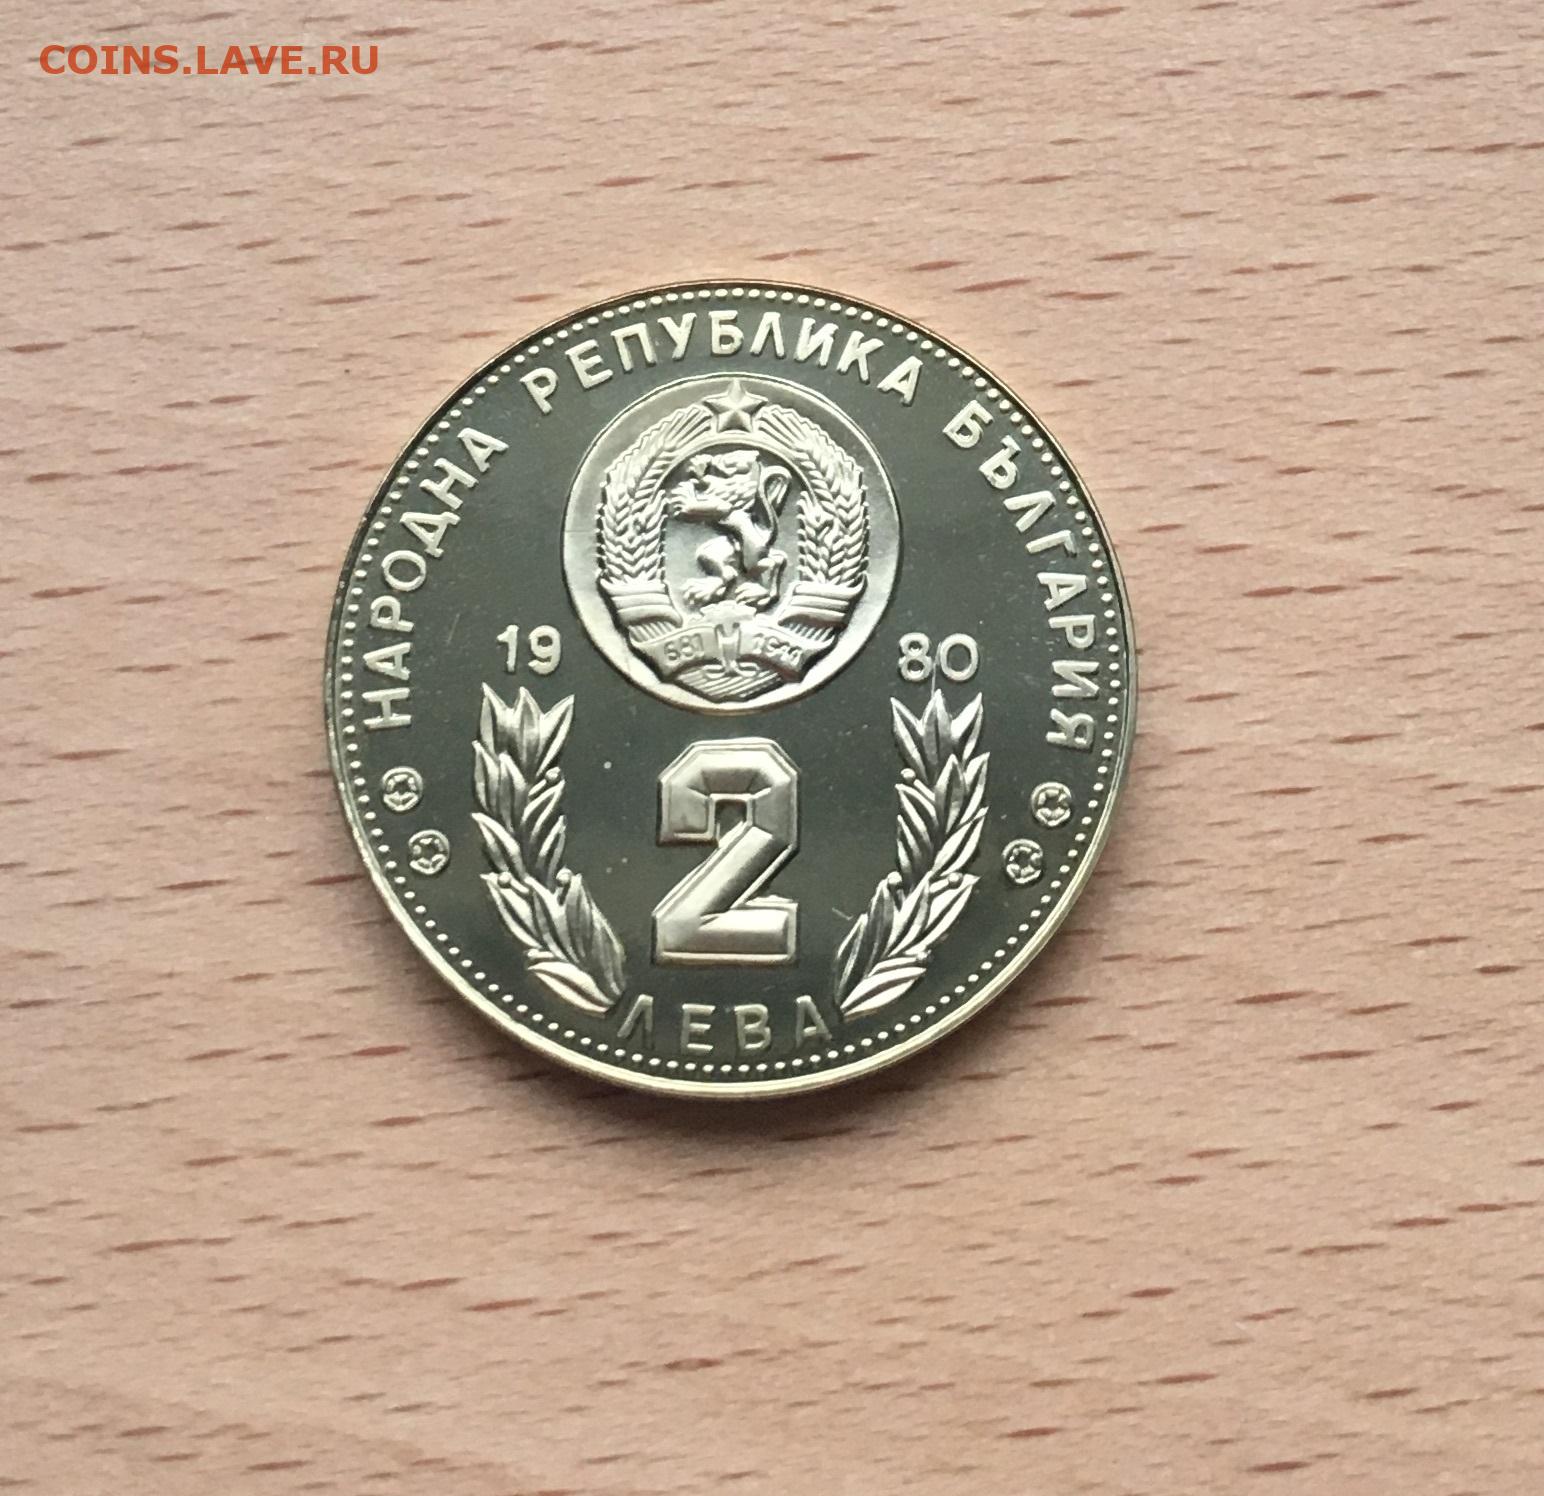 COINS.LAVE.RU
НАРОДНА РЕПУБЛИКА БЪЛГАРИЯ
681 1944
19 80
2
ЛЕВА